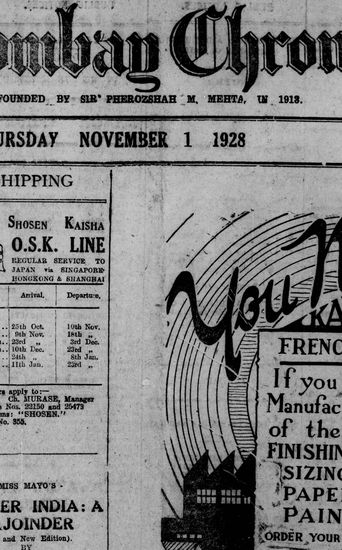 ombay Chron
FOUNDED BY SIR PHEROZSHAH M. MEHTA, IN 1913.
URSDAY NOVEMBER 1 1928
SHIPPING
SHOSEN KAISHA
O.S.K. LINE
REGULAR SERVICE TO
JAPAN via SINGAPORE
HONGKONG & SHANGHAI
Arrival. Departure.
25th Oct. 10th Nov.
9th Nov. 18th „
23rd „ 3rd Dec.
10th Dec. 23rd „
24th „ 8th Jan.
11th Jan. 23rd „
s apply to:—
Ch. MURASE, Manager
Nos. 22150 and 25473
ms: "SHOSEN."
No. 355.
MISS MAYO'S
ER INDIA: A
JOINDER
and New Edition).
BY
You
KA
FRENC
If you
Manufac
of the
FINISHIN
SIZING
PAPE
PAIN
ORDER YOUR